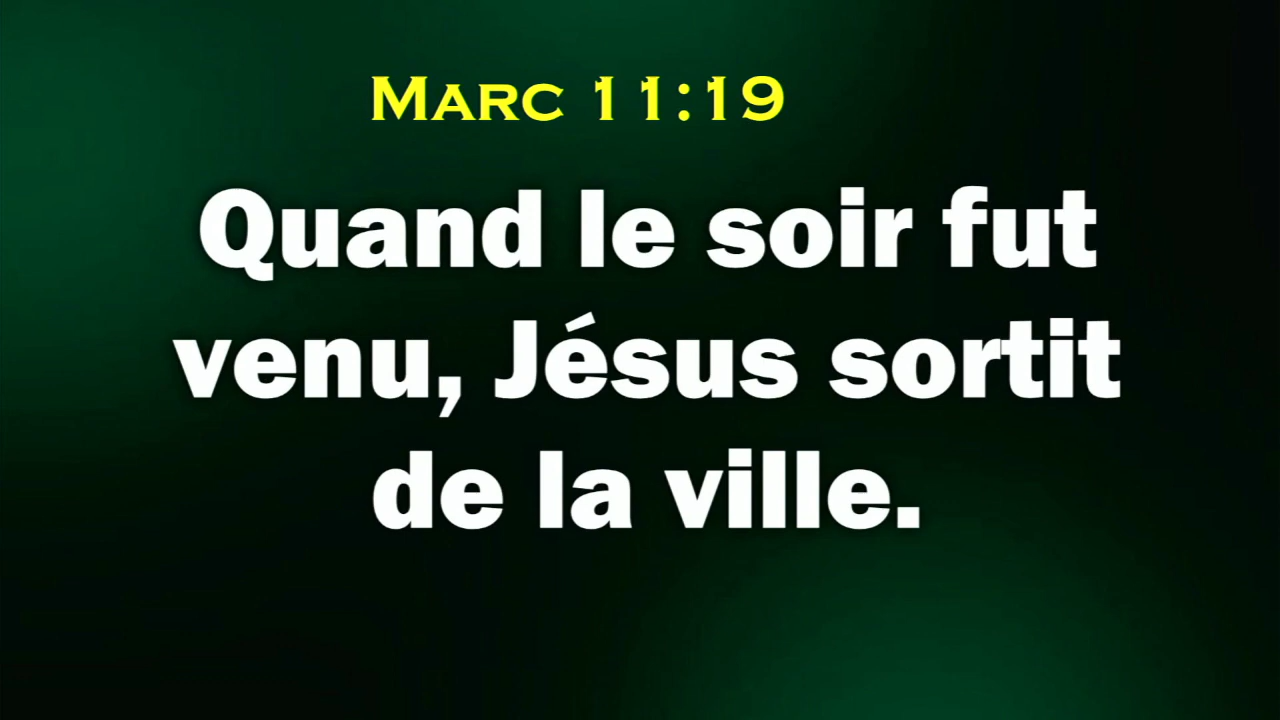 Marc 11:19
Quand le soir fut
venu, Jésus sortit
de la ville.